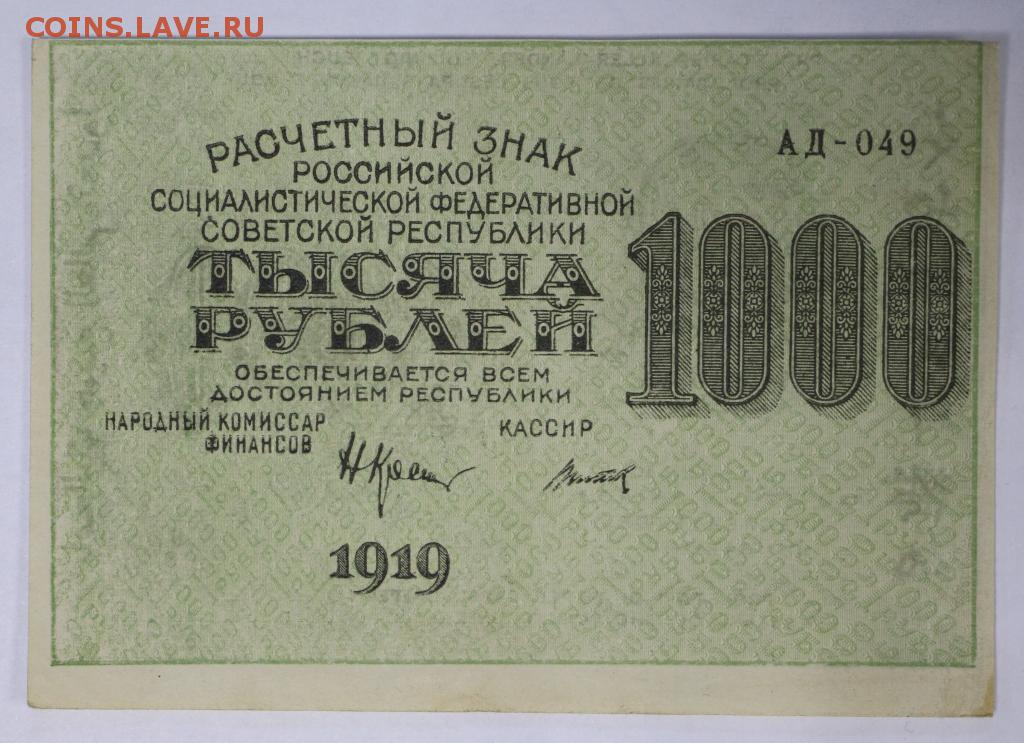 COINS.LAVE.RU
РАСЧЕТНЫЙ ЗНАК
АД-049
РОССИЙСКОЙ
СОЦИАЛИСТИЧЕСКОЙ ФЕДЕРАТИВНОЙ
СОВЕТСКОЙ РЕСПУБЛИКИ
ТЫСЯЧА
РУБЛЕЙ
1000
ОБЕСПЕЧИВАЕТСЯ ВСЕМ
ДОСТОЯНИЕМ РЕСПУБЛИКИ
НАРОДНЫЙ КОМИССАР
ФИНАНСОВ
КАССИР
1919